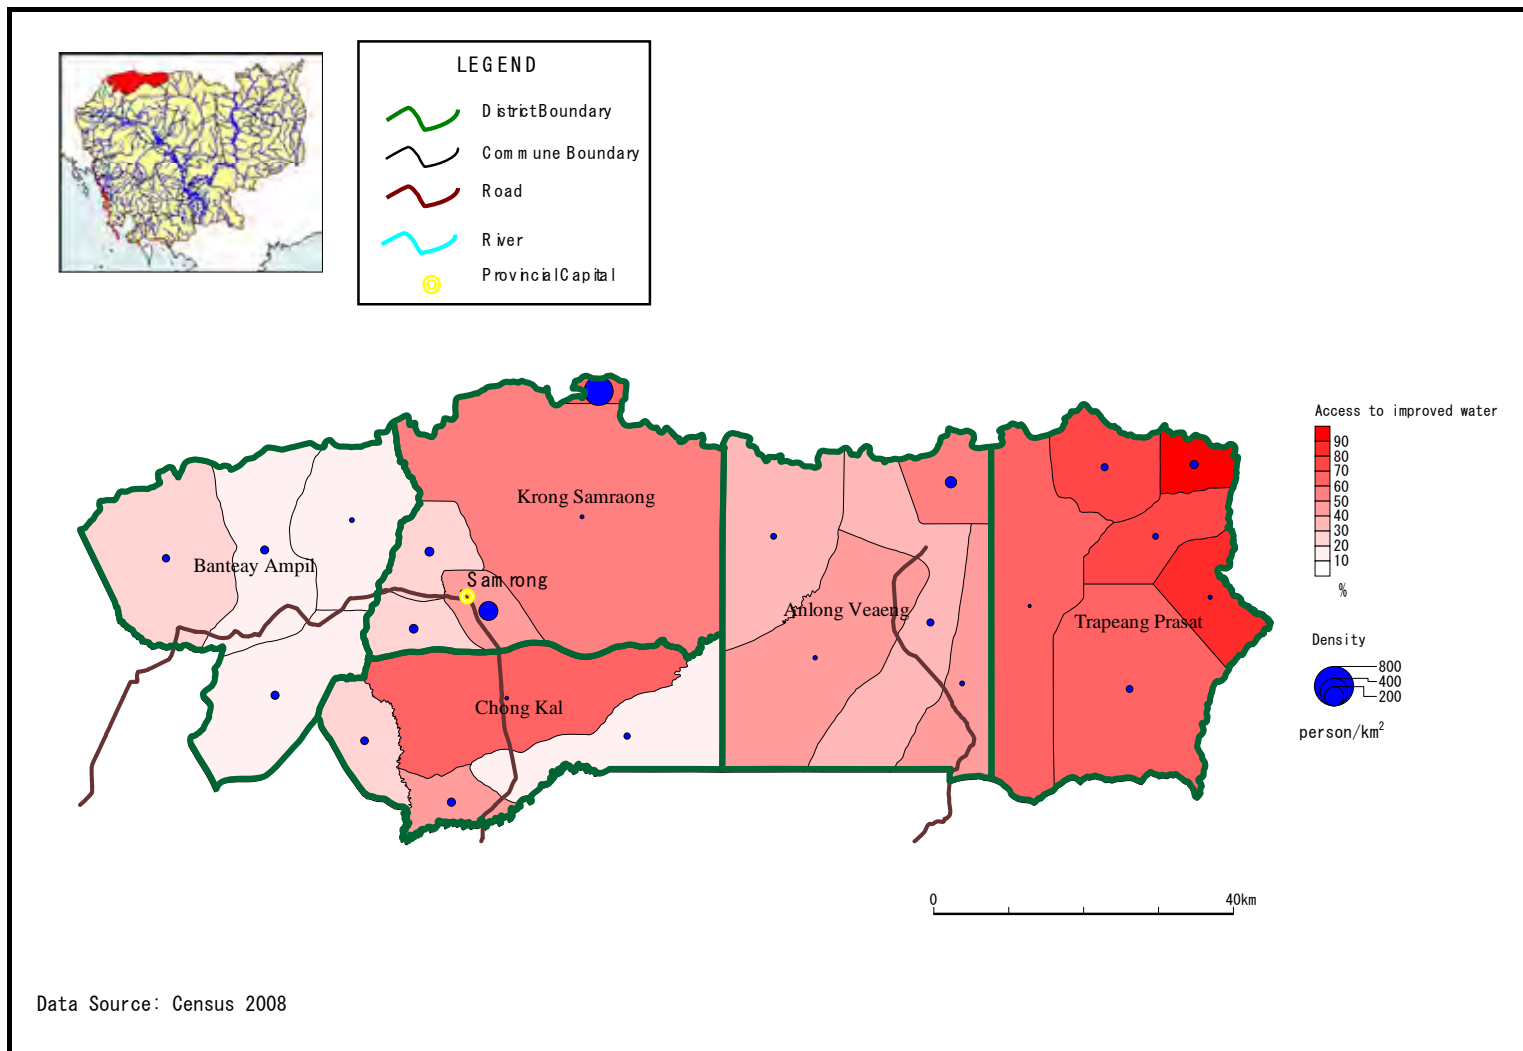 LEGEND
District Boundary
Commune Boundary
Road
River
Provincial Capital
Access to improved water
90
80
70
60
50
40
30
20
10
%
Krong Samraong
Banteay Ampil
Samrong
Anlong Veaeng
Trapeang Prasat
Chong Kal
Density
800
400
200
person/km²
0 40km
Data Source: Census 2008